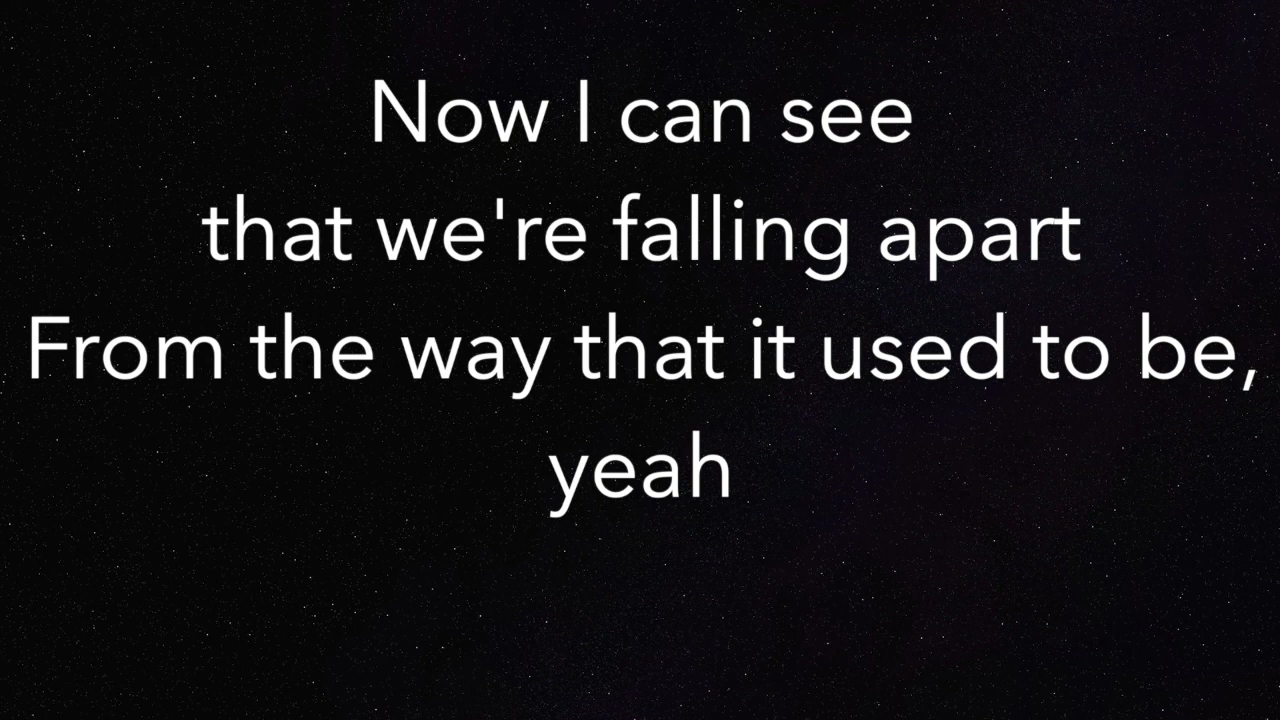 Now I can see
that we're falling apart
From the way that it used to be,
yeah